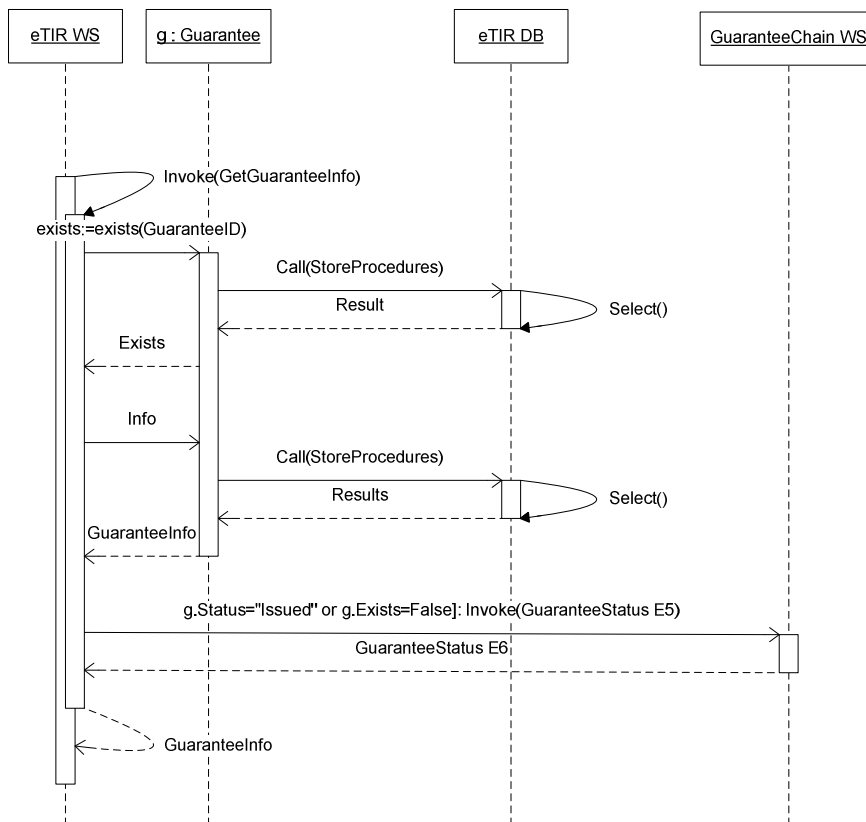 eTIR WS
g : Guarantee
eTIR DB
GuaranteeChain WS
Invoke(GetGuaranteeInfo)
exists:=exists(GuaranteeID)
Call(StoreProcedures)
Result
Select()
Exists
Info
Call(StoreProcedures)
Results
Select()
GuaranteeInfo
g.Status="Issued" or g.Exists=False]: Invoke(GuaranteeStatus E5)
GuaranteeStatus E6
GuaranteeInfo